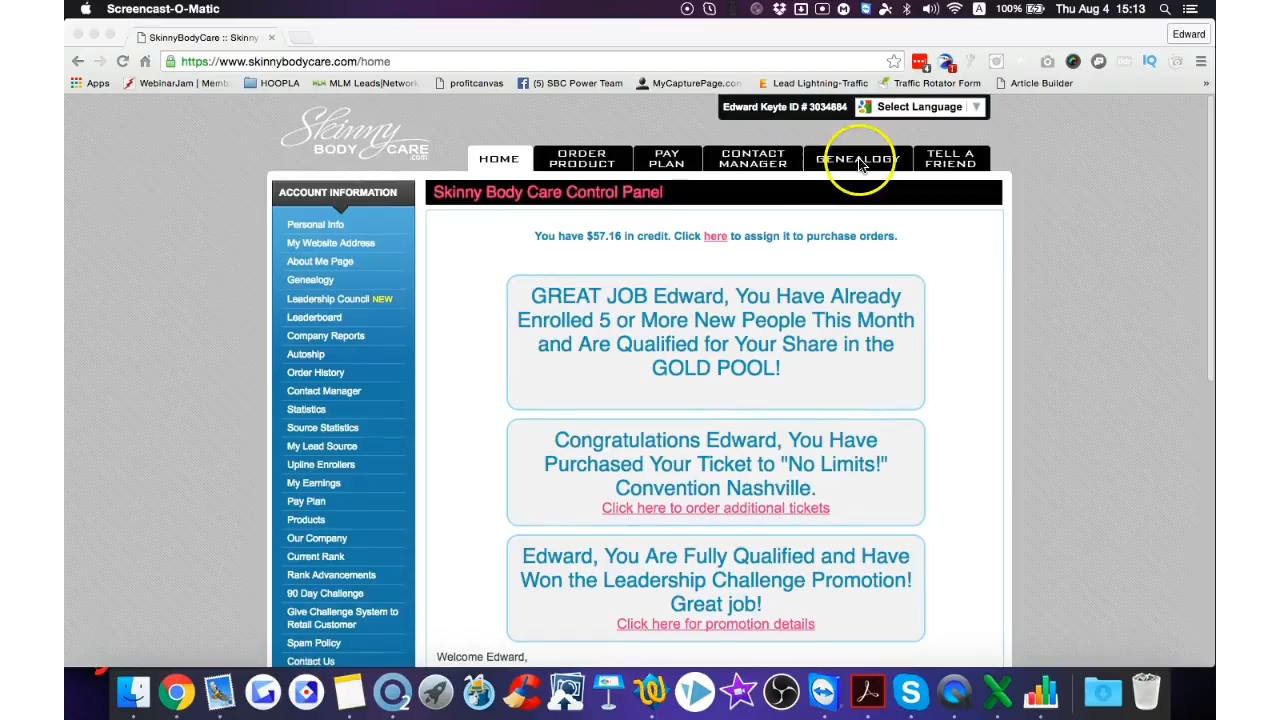 Screencast-O-Matic
100%
Thu Aug 4 15:13
SkinnyBodyCare :: Skinny
Edward
https://www.skinnybodycare.com/home
Apps
WebinarJam | Memb
HOOPLA
MLM Leads|Network
profitcanvas
(5) SBC Power Team
MyCapturePage.com
Lead Lightning-Traffic
Traffic Rotator Form
Article Builder
»
Edward Keyte ID # 3034884
Select Language
Skinny
BODY CARE
.com
HOME
ORDER
PRODUCT
PAY
PLAN
CONTACT
MANAGER
GENEALOGY
TELL A
FRIEND
ACCOUNT INFORMATION
Personal Info
My Website Address
About Me Page
Genealogy
Leadership Council NEW
Leaderboard
Company Reports
Autoship
Order History
Contact Manager
Statistics
Source Statistics
My Lead Source
Upline Enrollers
My Earnings
Pay Plan
Products
Our Company
Current Rank
Rank Advancements
90 Day Challenge
Give Challenge System to
Retail Customer
Spam Policy
Contact Us
Skinny Body Care Control Panel
You have $57.16 in credit. Click here to assign it to purchase orders.
GREAT JOB Edward, You Have Already
Enrolled 5 or More New People This Month
and Are Qualified for Your Share in the
GOLD POOL!
Congratulations Edward, You Have
Purchased Your Ticket to "No Limits!"
Convention Nashville.
Click here to order additional tickets
Edward, You Are Fully Qualified and Have
Won the Leadership Challenge Promotion!
Great job!
Click here for promotion details
Welcome Edward,